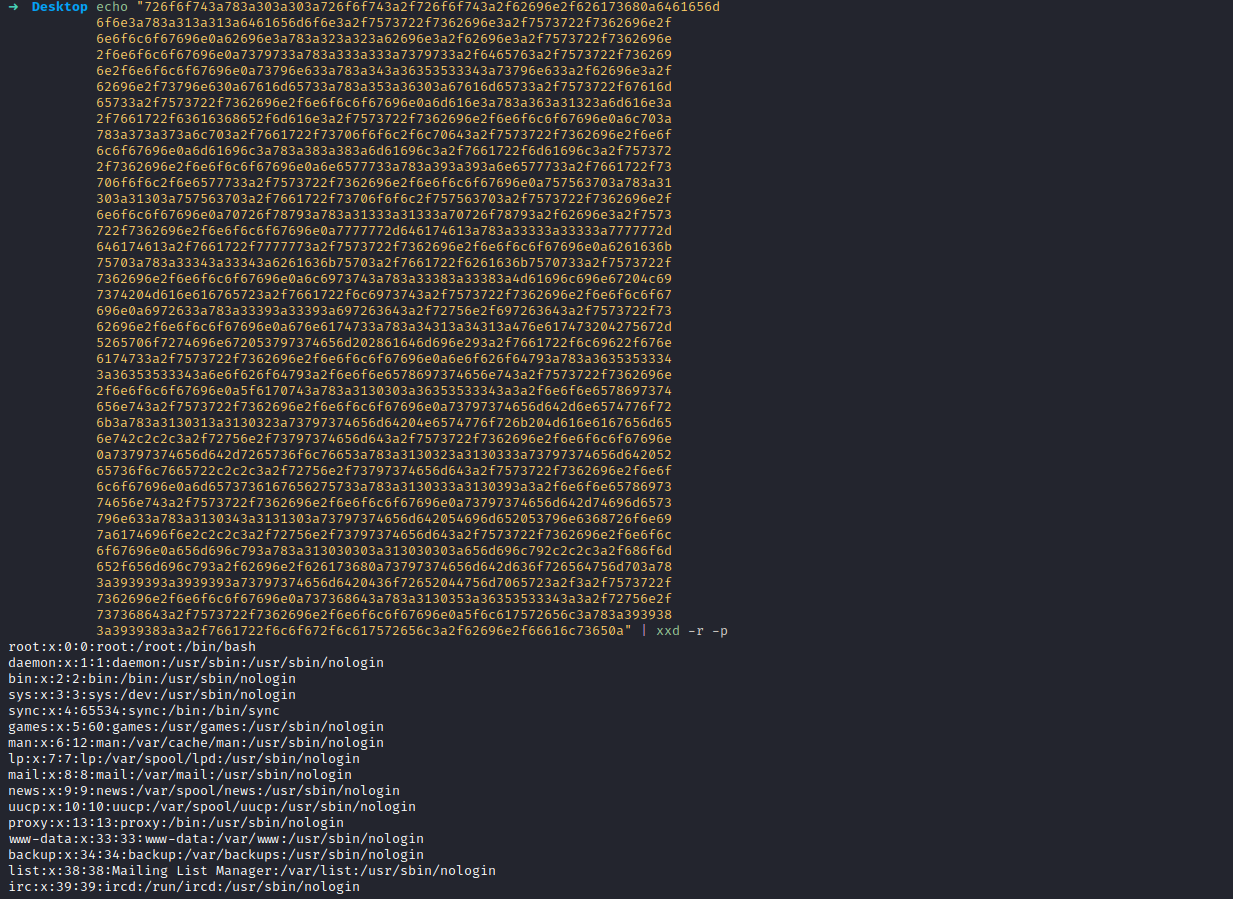 → Desktop echo "726f6f743a783a303a303a726f6f743a2f726f6f743a2f62696e2f626173680a6461656d
6f6e3a783a313a313a6461656d6f6e3a2f7573722f7362696e3a2f7573722f7362696e2f
6e6f6c6f67696e0a62696e3a783a323a323a62696e3a2f62696e3a2f7573722f7362696e
2f6e6f6c6f67696e0a7379733a783a333a333a7379733a2f6465763a2f7573722f736269
6e2f6e6f6c6f67696e0a73796e633a783a343a36353533343a73796e633a2f62696e3a2f
62696e2f73796e630a67616d65733a783a353a36303a67616d65733a2f7573722f67616d
65733a2f7573722f7362696e2f6e6f6c6f67696e0a6d616e3a783a363a31323a6d616e3a
2f7661722f63616368652f6d616e3a2f7573722f7362696e2f6e6f6c6f67696e0a6c703a
783a373a373a6c703a2f7661722f73706f6f6c2f6c70643a2f7573722f7362696e2f6e6f
6c6f67696e0a6d61696c3a783a383a383a6d61696c3a2f7661722f6d61696c3a2f757372
2f7362696e2f6e6f6c6f67696e0a6e6577733a783a393a393a6e6577733a2f7661722f73
706f6f6c2f6e6577733a2f7573722f7362696e2f6e6f6c6f67696e0a757563703a783a31
303a31303a757563703a2f7661722f73706f6f6c2f757563703a2f7573722f7362696e2f
6e6f6c6f67696e0a70726f78793a783a31333a31333a70726f78793a2f62696e3a2f7573
722f7362696e2f6e6f6c6f67696e0a7777772d646174613a783a33333a33333a7777772d
646174613a2f7661722f7777773a2f7573722f7362696e2f6e6f6c6f67696e0a6261636b
75703a783a33343a33343a6261636b75703a2f7661722f6261636b7570733a2f7573722f
7362696e2f6e6f6c6f67696e0a6c6973743a783a33383a33383a4d61696c696e67204c69
7374204d616e616765723a2f7661722f6c6973743a2f7573722f7362696e2f6e6f6c6f67
696e0a6972633a783a33393a33393a697263643a2f72756e2f697263643a2f7573722f73
62696e2f6e6f6c6f67696e0a676e6174733a783a34313a34313a476e617473204275672d
5265706f7274696e672053797374656d202861646d696e293a2f7661722f6c69622f676e
6174733a2f7573722f7362696e2f6e6f6c6f67696e0a6e6f626f64793a783a3635353334
3a36353533343a6e6f626f64793a2f6e6f6e6578697374656e743a2f7573722f7362696e
2f6e6f6c6f67696e0a5f6170743a783a3130303a36353533343a3a2f6e6f6e6578697374
656e743a2f7573722f7362696e2f6e6f6c6f67696e0a73797374656d642d6e6574776f72
6b3a783a3130313a3130323a73797374656d64204e6574776f726b204d616e6167656d65
6e742c2c2c3a2f72756e2f73797374656d643a2f7573722f7362696e2f6e6f6c6f67696e
0a73797374656d642d7265736f6c76653a783a3130323a3130333a73797374656d642052
65736f6c7665722c2c2c3a2f72756e2f73797374656d643a2f7573722f7362696e2f6e6f
6c6f67696e0a6d6573736167656275733a783a3130333a3130393a3a2f6e6f6e65786973
74656e743a2f7573722f7362696e2f6e6f6c6f67696e0a73797374656d642d74696d6573
796e633a783a3130343a3131303a73797374656d642054696d652053796e6368726f6e69
7a6174696f6e2c2c2c3a2f72756e2f73797374656d643a2f7573722f7362696e2f6e6f6c
6f67696e0a656d696c793a783a313030303a313030303a656d696c792c2c2c3a2f686f6d
652f656d696c793a2f62696e2f626173680a73797374656d642d636f726564756d703a78
3a3939393a3939393a73797374656d6420436f72652044756d7065723a2f3a2f7573722f
7362696e2f6e6f6c6f67696e0a737368643a783a3130353a36353533343a3a2f72756e2f
737368643a2f7573722f7362696e2f6e6f6c6f67696e0a5f6c617572656c3a783a393938
3a3939383a3a2f7661722f6c6f672f6c617572656c3a2f62696e2f66616c73650a" | xxd -r -p
root:x:0:0:root:/root:/bin/bash
daemon:x:1:1:daemon:/usr/sbin:/usr/sbin/nologin
bin:x:2:2:bin:/bin:/usr/sbin/nologin
sys:x:3:3:sys:/dev:/usr/sbin/nologin
sync:x:4:65534:sync:/bin:/bin/sync
games:x:5:60:games:/usr/games:/usr/sbin/nologin
man:x:6:12:man:/var/cache/man:/usr/sbin/nologin
lp:x:7:7:lp:/var/spool/lpd:/usr/sbin/nologin
mail:x:8:8:mail:/var/mail:/usr/sbin/nologin
news:x:9:9:news:/var/spool/news:/usr/sbin/nologin
uucp:x:10:10:uucp:/var/spool/uucp:/usr/sbin/nologin
proxy:x:13:13:proxy:/bin:/usr/sbin/nologin
www-data:x:33:33:www-data:/var/www:/usr/sbin/nologin
backup:x:34:34:backup:/var/backups:/usr/sbin/nologin
list:x:38:38:Mailing List Manager:/var/list:/usr/sbin/nologin
irc:x:39:39:ircd:/run/ircd:/usr/sbin/nologin